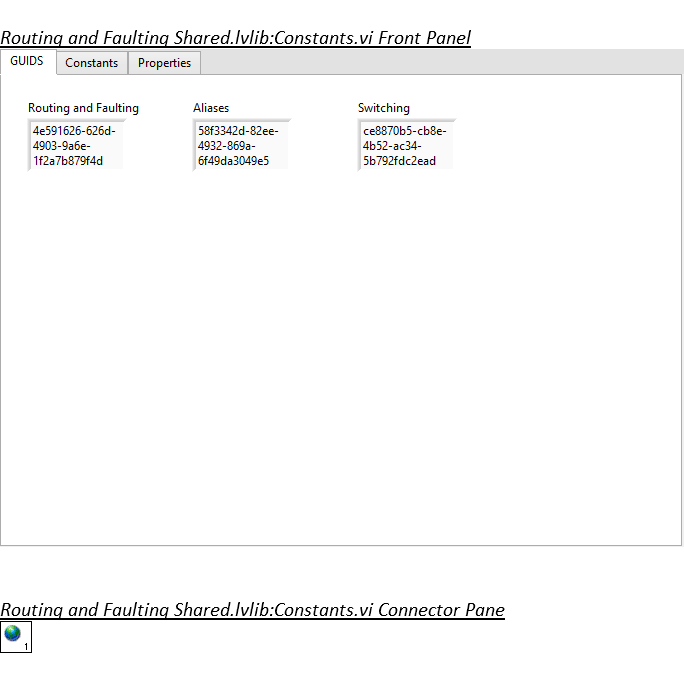 Routing and Faulting Shared.lvlib:Constants.vi Front Panel
GUIDS Constants Properties
Routing and Faulting Aliases Switching
4e591626-626d- 58f3342d-82ee- ce8870b5-cb8e-
4903-9a6e- 4932-869a- 4b52-ac34-
1f2a7b879f4d 6f49da3049e5 5b792fdc2ead
Routing and Faulting Shared.lvlib:Constants.vi Connector Pane
1